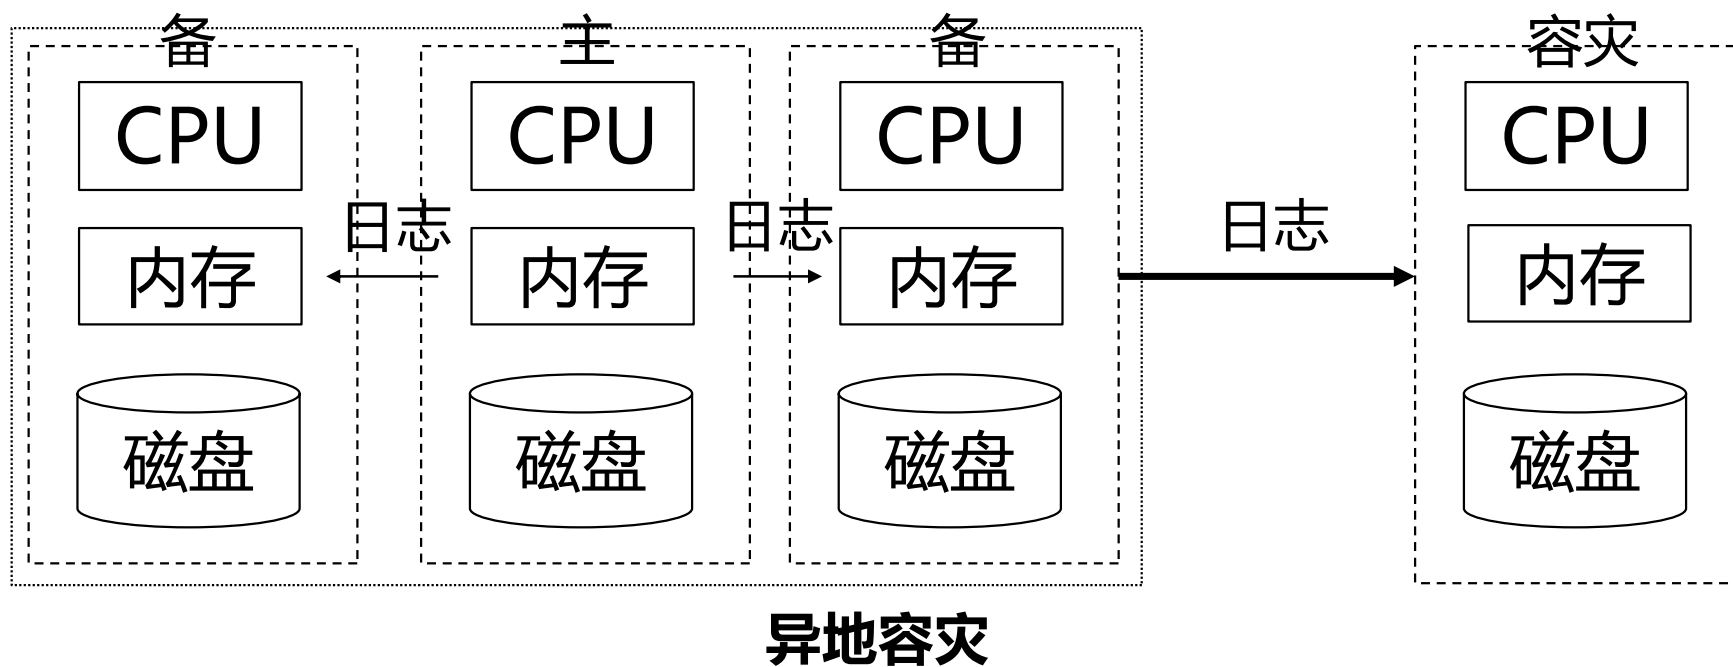 备 主 备 容灾
CPU CPU CPU CPU
日志 日志 日志
内存 内存 内存 内存
磁盘 磁盘 磁盘 磁盘
异地容灾